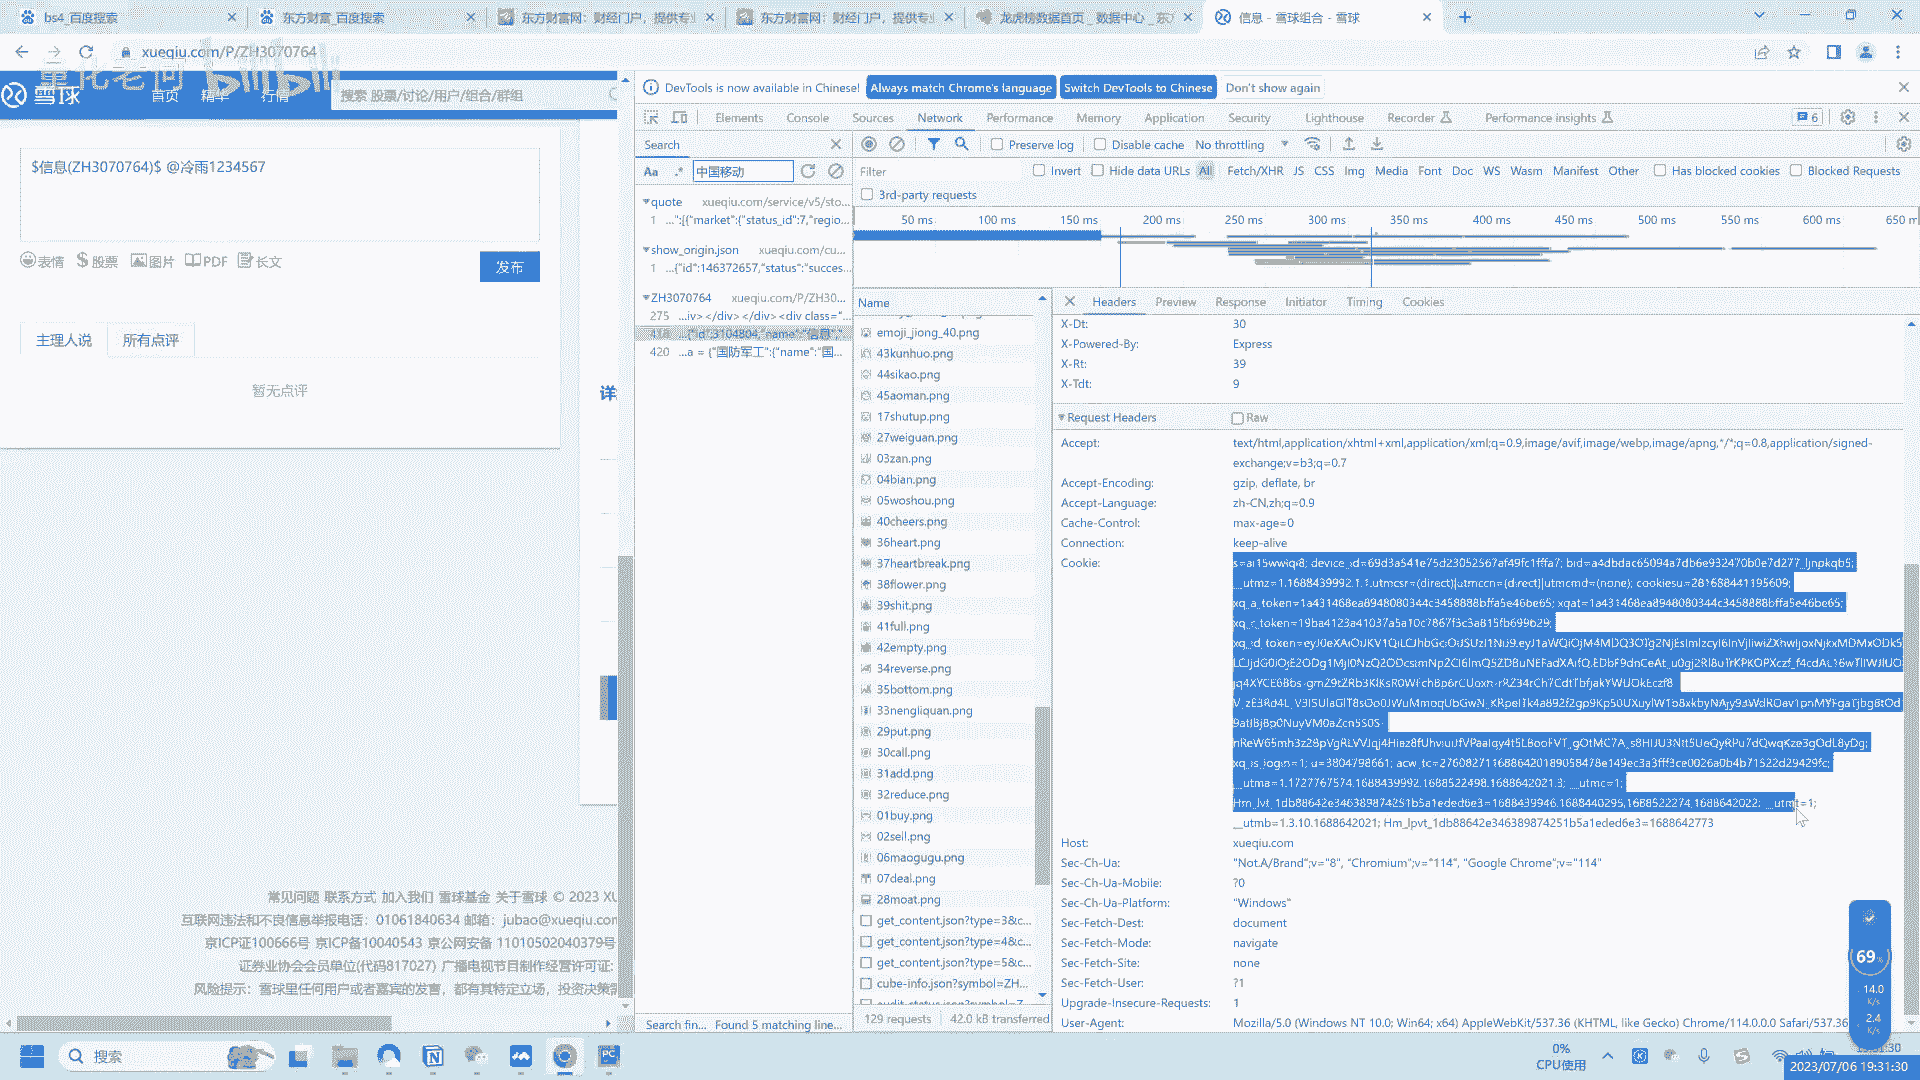 bs4_百度搜索
东方财富_百度搜索
东方财富网：财经门户，提供专业
东方财富网：财经门户，提供专业
龙虎榜数据首页 _ 数据中心 _ 东方
信息 - 雪球组合 - 雪球
xueqiu.com/P/ZH3070764
bilibili
雪球
首页
精华
行情
搜索 股票/讨论/用户/组合/群组
$信息(ZH3070764)$ @冷雨1234567
表情
股票
图片
PDF
长文
发布
主理人说
所有点评
暂无点评
详
常见问题 联系方式 加入我们 雪球基金 关于雪球 © 2023 XU
互联网违法和不良信息举报电话：01061840634 邮箱：jubao@xueqiu.com
京ICP证100666号 京ICP备10040543 京公网安备 11010502040379号
证券业协会会员单位(代码817027) 广播电视节目制作经营许可证:
风险提示：雪球里任何用户或者嘉宾的发言，都有其特定立场，投资决策需
DevTools is now available in Chinese!
Always match Chrome's language
Switch DevTools to Chinese
Don't show again
Elements
Console
Sources
Network
Performance
Memory
Application
Security
Lighthouse
Recorder
Performance insights
6
Search
Preserve log
Disable cache
No throttling
Aa
.*
中国移动
Filter
Invert
Hide data URLs
All
Fetch/XHR
JS
CSS
Img
Media
Font
Doc
WS
Wasm
Manifest
Other
Has blocked cookies
Blocked Requests
3rd-party requests
quote xueqiu.com/service/v5/sto...
1 ...":[{"market":{"status_id":7,"regio...
show_origin.json xueqiu.com/cu...
1 ...{"id":146372657,"status":"succes...
ZH3070764 xueqiu.com/P/ZH30...
275 ...iv> </div> </div><div class="...
418 ...{"id":3104804,"name":"信息",
420 ...a = {"国防军工":{"name":"国...
50 ms
100 ms
150 ms
200 ms
250 ms
300 ms
350 ms
400 ms
450 ms
500 ms
550 ms
600 ms
650 m
Name
emoji_jiong_40.png
43kunhuo.png
44sikao.png
45aoman.png
17shutup.png
27weiguan.png
03zan.png
04bian.png
05woshou.png
40cheers.png
36heart.png
37heartbreak.png
38flower.png
39shit.png
41full.png
42empty.png
34reverse.png
35bottom.png
33nengliquan.png
29put.png
30call.png
31add.png
32reduce.png
01buy.png
02sell.png
06maogugu.png
07deal.png
28moat.png
get_content.json?type=3&c...
get_content.json?type=4&c...
get_content.json?type=5&c...
cube-info.json?symbol=ZH...
129 requests
42.0 kB transferred
Search fin... Found 5 matching line...
Headers
Preview
Response
Initiator
Timing
Cookies
X-Dt: 30
X-Powered-By: Express
X-Rt: 39
X-Tdt: 9
Request Headers
Raw
Accept: text/html,application/xhtml+xml,application/xml;q=0.9,image/avif,image/webp,image/apng,*/*;q=0.8,application/signed-
exchange;v=b3;q=0.7
Accept-Encoding: gzip, deflate, br
Accept-Language: zh-CN,zh;q=0.9
Cache-Control: max-age=0
Connection: keep-alive
Cookie:
__utmz=1.1688439992.1.1.utmcsr=(direct)|utmccn=(direct)|utmcmd=(none); cookiesu=281688441195609;
xq_is_login=1; u=3804798661;
__utma=1.1727767574.1688439992.1688522498.1688642021.3; __utmc=1;
Hm_lvt_1db88642e346389874251b5a1eded6e3=1688439946,1688440295,1688522274,1688642022; __utmt=1;
__utmb=1.3.10.1688642021; Hm_lpvt_1db88642e346389874251b5a1eded6e3=1688642773
Host: xueqiu.com
Sec-Ch-Ua: "Not.A/Brand";v="8", "Chromium";v="114", "Google Chrome";v="114"
Sec-Ch-Ua-Mobile: ?0
Sec-Ch-Ua-Platform: "Windows"
Sec-Fetch-Dest: document
Sec-Fetch-Mode: navigate
Sec-Fetch-Site: none
Sec-Fetch-User: ?1
Upgrade-Insecure-Requests: 1
User-Agent: Mozilla/5.0 (Windows NT 10.0; Win64; x64) AppleWebKit/537.36 (KHTML, like Gecko) Chrome/114.0.0.0 Safari/537.36
69%
14.0
K/s
2.4
K/s
搜索
0%
CPU使用
2023/07/06 19:31:30